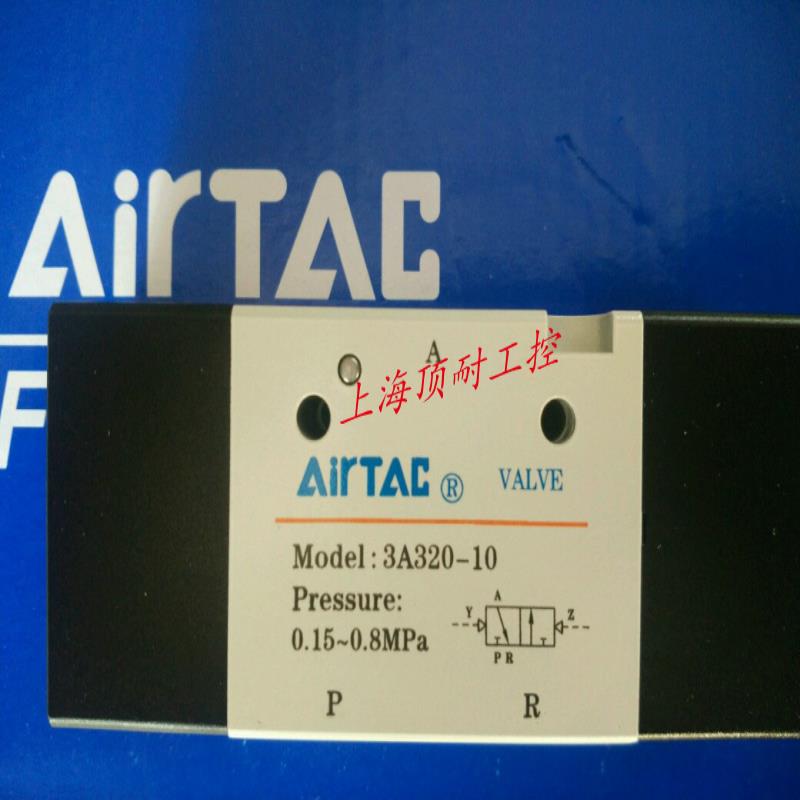 AirTAC
F
A
上海顶耐工控
AirTAC ® VALVE
Model: 3A320-10
Pressure:
0.15~0.8MPa
A
Y Z
P R
P R